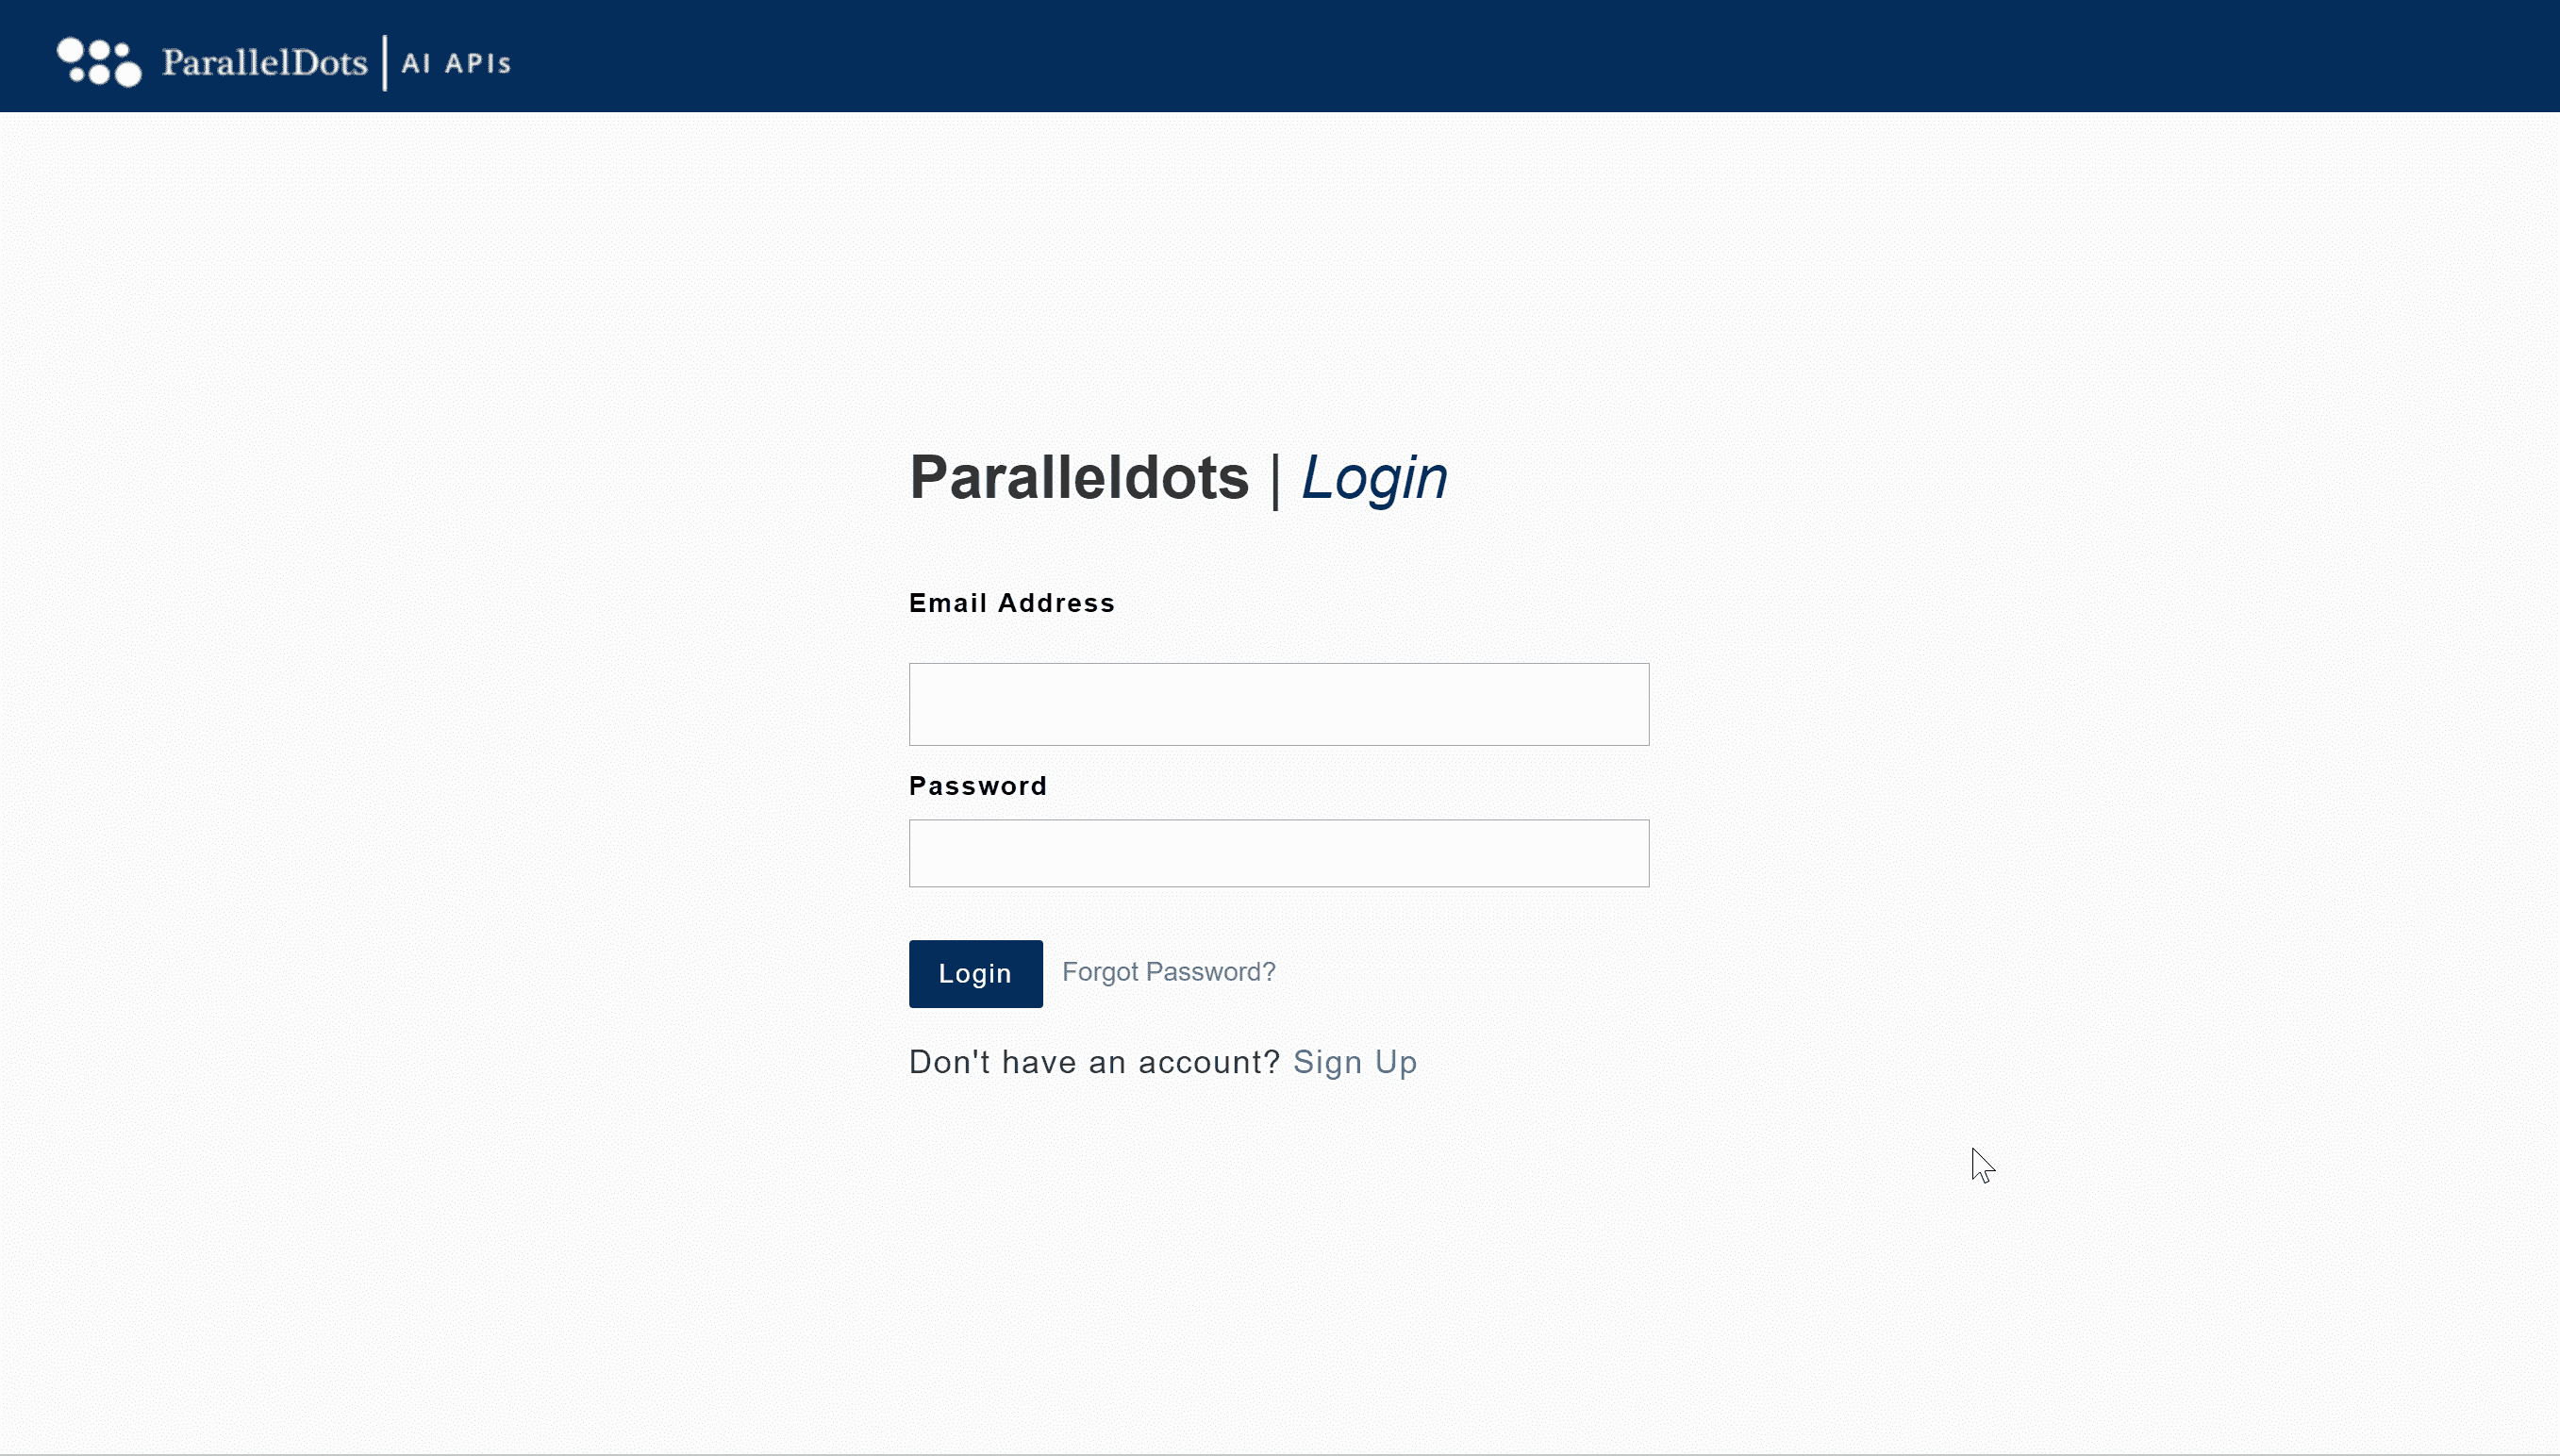 ParallelDots | AI APIs
Paralleldots | Login
Email Address
Password
Login Forgot Password?
Don't have an account? Sign Up